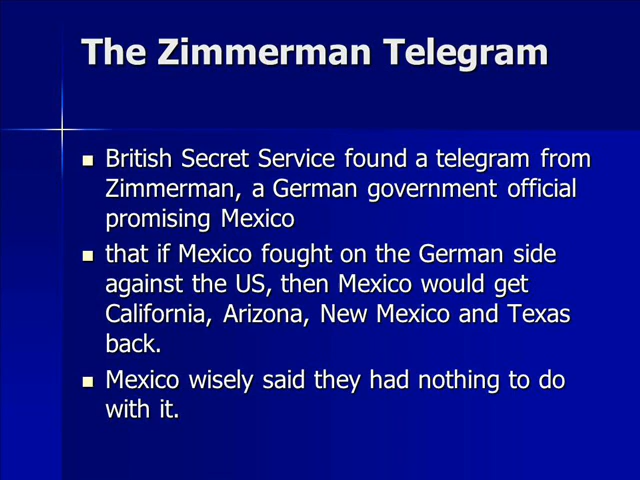 The Zimmerman Telegram
British Secret Service found a telegram from
Zimmerman, a German government official
promising Mexico
that if Mexico fought on the German side
against the US, then Mexico would get
California, Arizona, New Mexico and Texas
back.
Mexico wisely said they had nothing to do
with it.